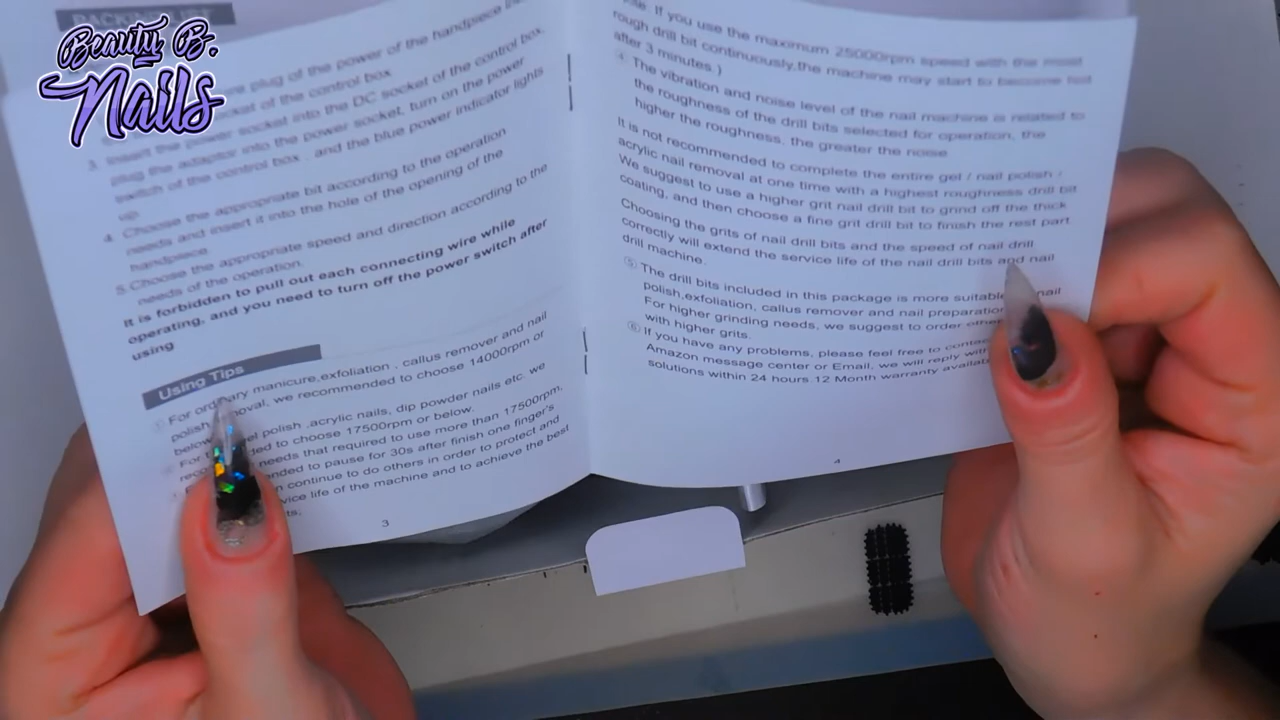 Beauty B.
Nails
PACKING LIST
plug of the power of the handpiece
socket of the control box
3. Insert the power socket into the DC socket of the control box,
plug the adaptor into the power socket, turn on the power
switch of the control box , and the blue power indicator lights
up.
4. Choose the appropriate bit according to the operation
needs and insert it into the hole of the opening of the
handpiece.
5.Choose the appropriate speed and direction according to the
needs of the operation.
It is forbidden to pull out each connecting wire while
operating, and you need to turn off the power switch after
using
Using Tips
① For ordinary manicure,exfoliation , callus remover and nail
polish removal, we recommended to choose 14000rpm or
below
For gel polish ,acrylic nails, dip powder nails etc. we
to choose 17500rpm or below.
needs that required to use more than 17500rpm,
to pause for 30s after finish one finger's
continue to do others in order to protect and
life of the machine and to achieve the best
3
If you use the maximum 25000rpm speed with the most
rough drill bit continuously,the machine may start to become hot
after 3 minutes.)
④ The vibration and noise level of the nail machine is related to
the roughness of the drill bits selected for operation, the
higher the roughness, the greater the noise.
It is not recommended to complete the entire gel / nail polish /
acrylic nail removal at one time with a highest roughness drill bit
We suggest to use a higher grit nail drill bit to grind off the thick
coating, and then choose a fine grit drill bit to finish the rest part.
Choosing the grits of nail drill bits and the speed of nail drill
correctly will extend the service life of the nail drill bits and nail
drill machine.
⑤ The drill bits included in this package is more suitable nail
polish,exfoliation, callus remover and nail preparation
For higher grinding needs, we suggest to order
with higher grits.
⑥ If you have any problems, please feel free to
Amazon message center or Email, we will reply with
solutions within 24 hours 12 Month warranty
4